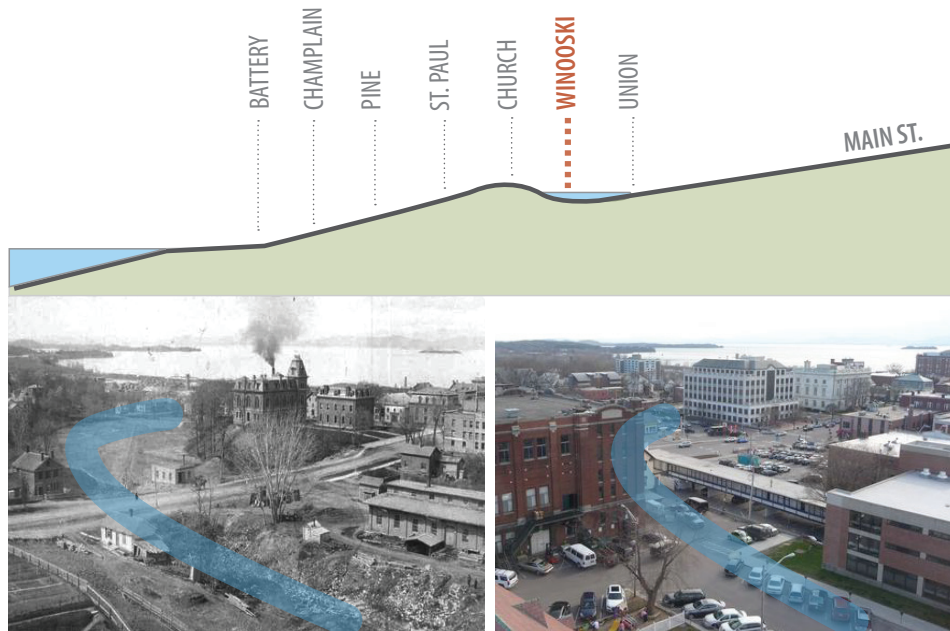 BATTERY
CHAMPLAIN
PINE
ST. PAUL
CHURCH
WINOOSKI
UNION
MAIN ST.